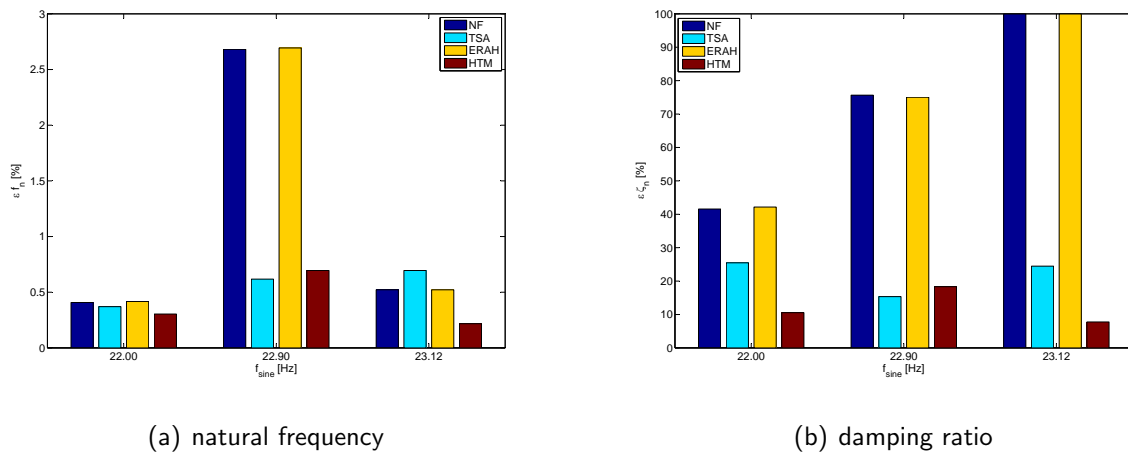 3
2.5
2
1.5
1
0.5
0
ε f_n [%]
22.00 22.90 23.12
f_sine [Hz]
NF
TSA
ERAH
HTM
(a) natural frequency
100
90
80
70
60
50
40
30
20
10
0
ε ζ_n [%]
22.00 22.90 23.12
f_sine [Hz]
NF
TSA
ERAH
HTM
(b) damping ratio